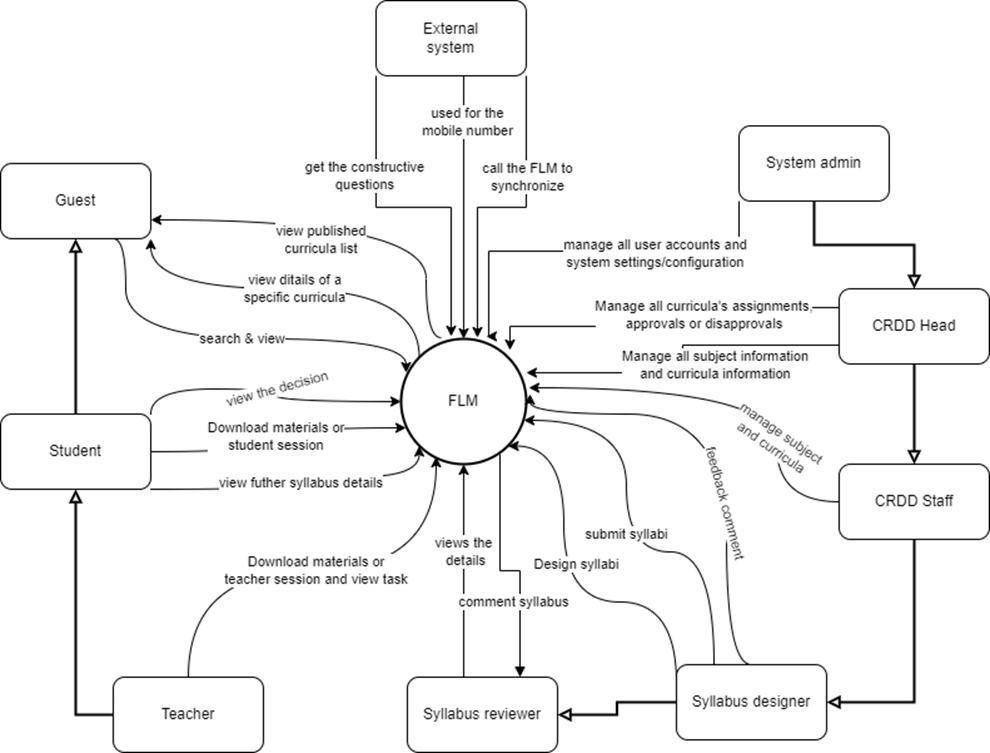 External
system
used for the
mobile number
get the constructive
questions
call the FLM to
synchronize
System admin
Guest
view published
curricula list
manage all user accounts and
system settings/configuration
view ditails of a
specific curricula
Manage all curricula's assignments,
approvals or disapprovals
CRDD Head
search & view
Manage all subject information
and curricula information
view the decision
FLM
manage subject
and curricula
Download materials or
student session
Student
feedback comment
view futher syllabus details
CRDD Staff
submit syllabi
views the
details
Design syllabi
Download materials or
teacher session and view task
comment syllabus
Teacher
Syllabus reviewer
Syllabus designer